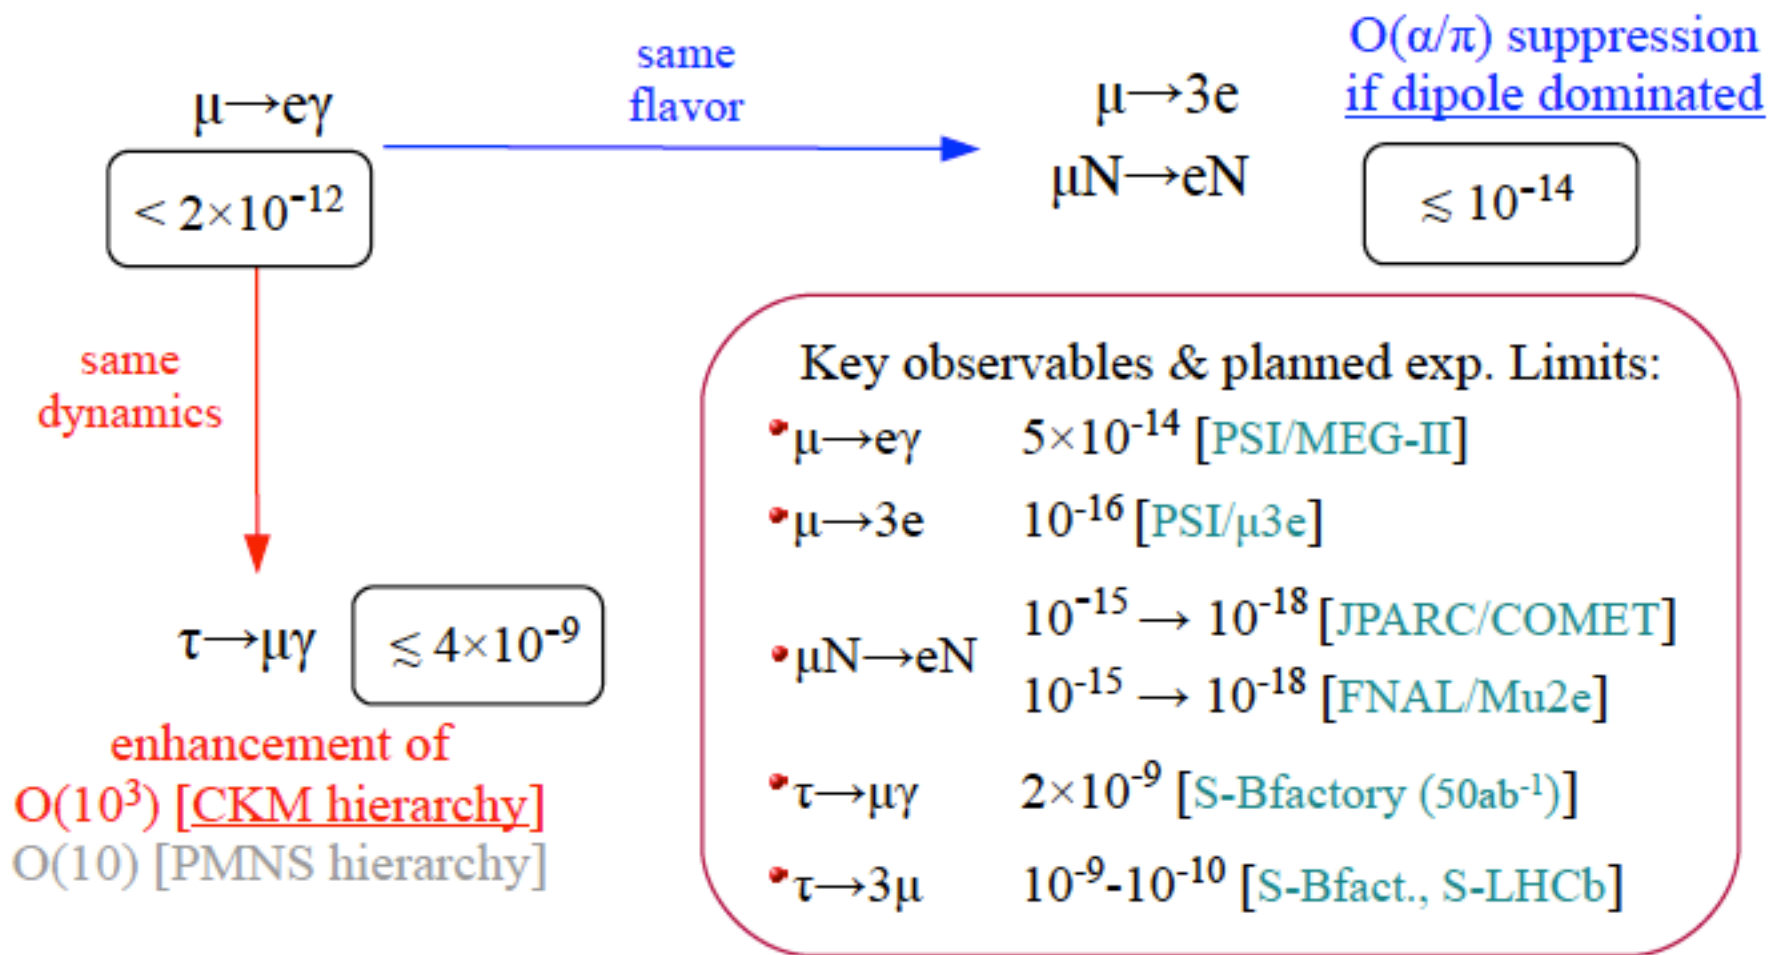 same
flavor
μ→eγ
< 2×10⁻¹²
μ→3e
μN→eN
O(α/π) suppression
if dipole dominated
≲ 10⁻¹⁴
same
dynamics
τ→μγ
≲ 4×10⁻⁹
enhancement of
O(10³) [CKM hierarchy]
O(10) [PMNS hierarchy]
Key observables & planned exp. Limits:
μ→eγ 5×10⁻¹⁴ [PSI/MEG-II]
μ→3e 10⁻¹⁶ [PSI/μ3e]
μN→eN
10⁻¹⁵ → 10⁻¹⁸ [JPARC/COMET]
10⁻¹⁵ → 10⁻¹⁸ [FNAL/Mu2e]
τ→μγ 2×10⁻⁹ [S-Bfactory (50ab⁻¹)]
τ→3μ 10⁻⁹-10⁻¹⁰ [S-Bfact., S-LHCb]